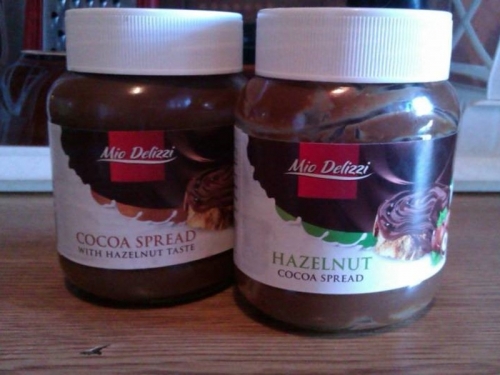 Mio Delizzi
COCOA SPREAD
WITH HAZELNUT TASTE
Mio Delizzi
HAZELNUT
COCOA SPREAD